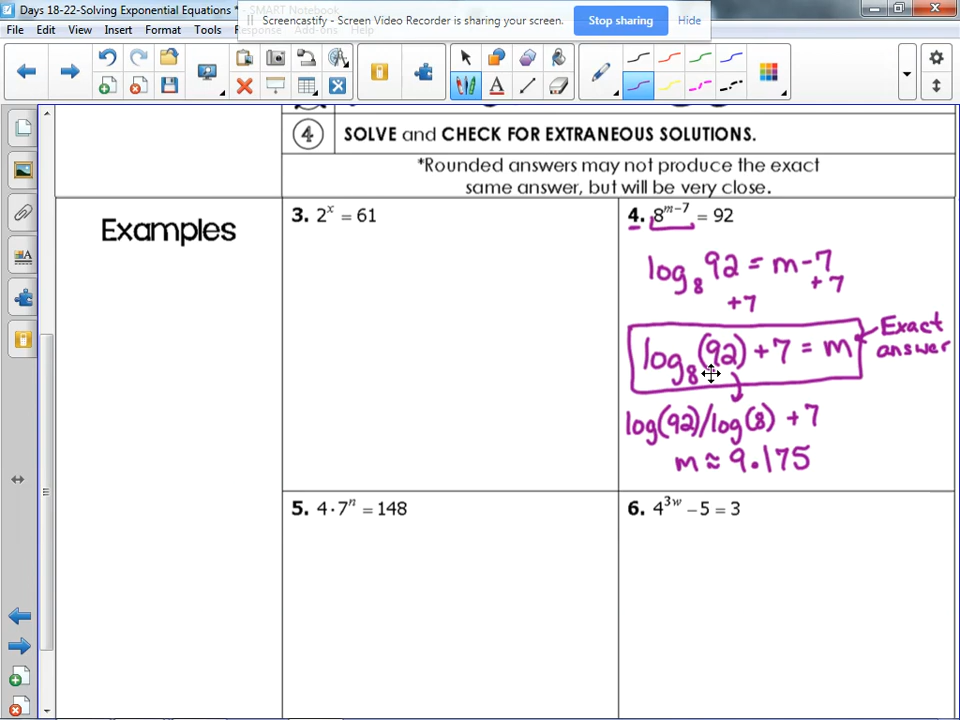 Days 18-22-Solving Exponential Equations * - SMART Notebook
Screencastify - Screen Video Recorder is sharing your screen.
Stop sharing
Hide
File Edit View Insert Format Tools Response Add-ons Help
4 SOLVE and CHECK FOR EXTRANEOUS SOLUTIONS.
*Rounded answers may not produce the exact
same answer, but will be very close.
Examples
3. 2^x = 61
4. 8^{m-7} = 92
log₈ 92 = m - 7
+7 +7
log₈(92) + 7 = m
Exact
answer
log(92)/log(8) + 7
m ≈ 9.175
5. 4 · 7^n = 148
6. 4^{3w} - 5 = 3